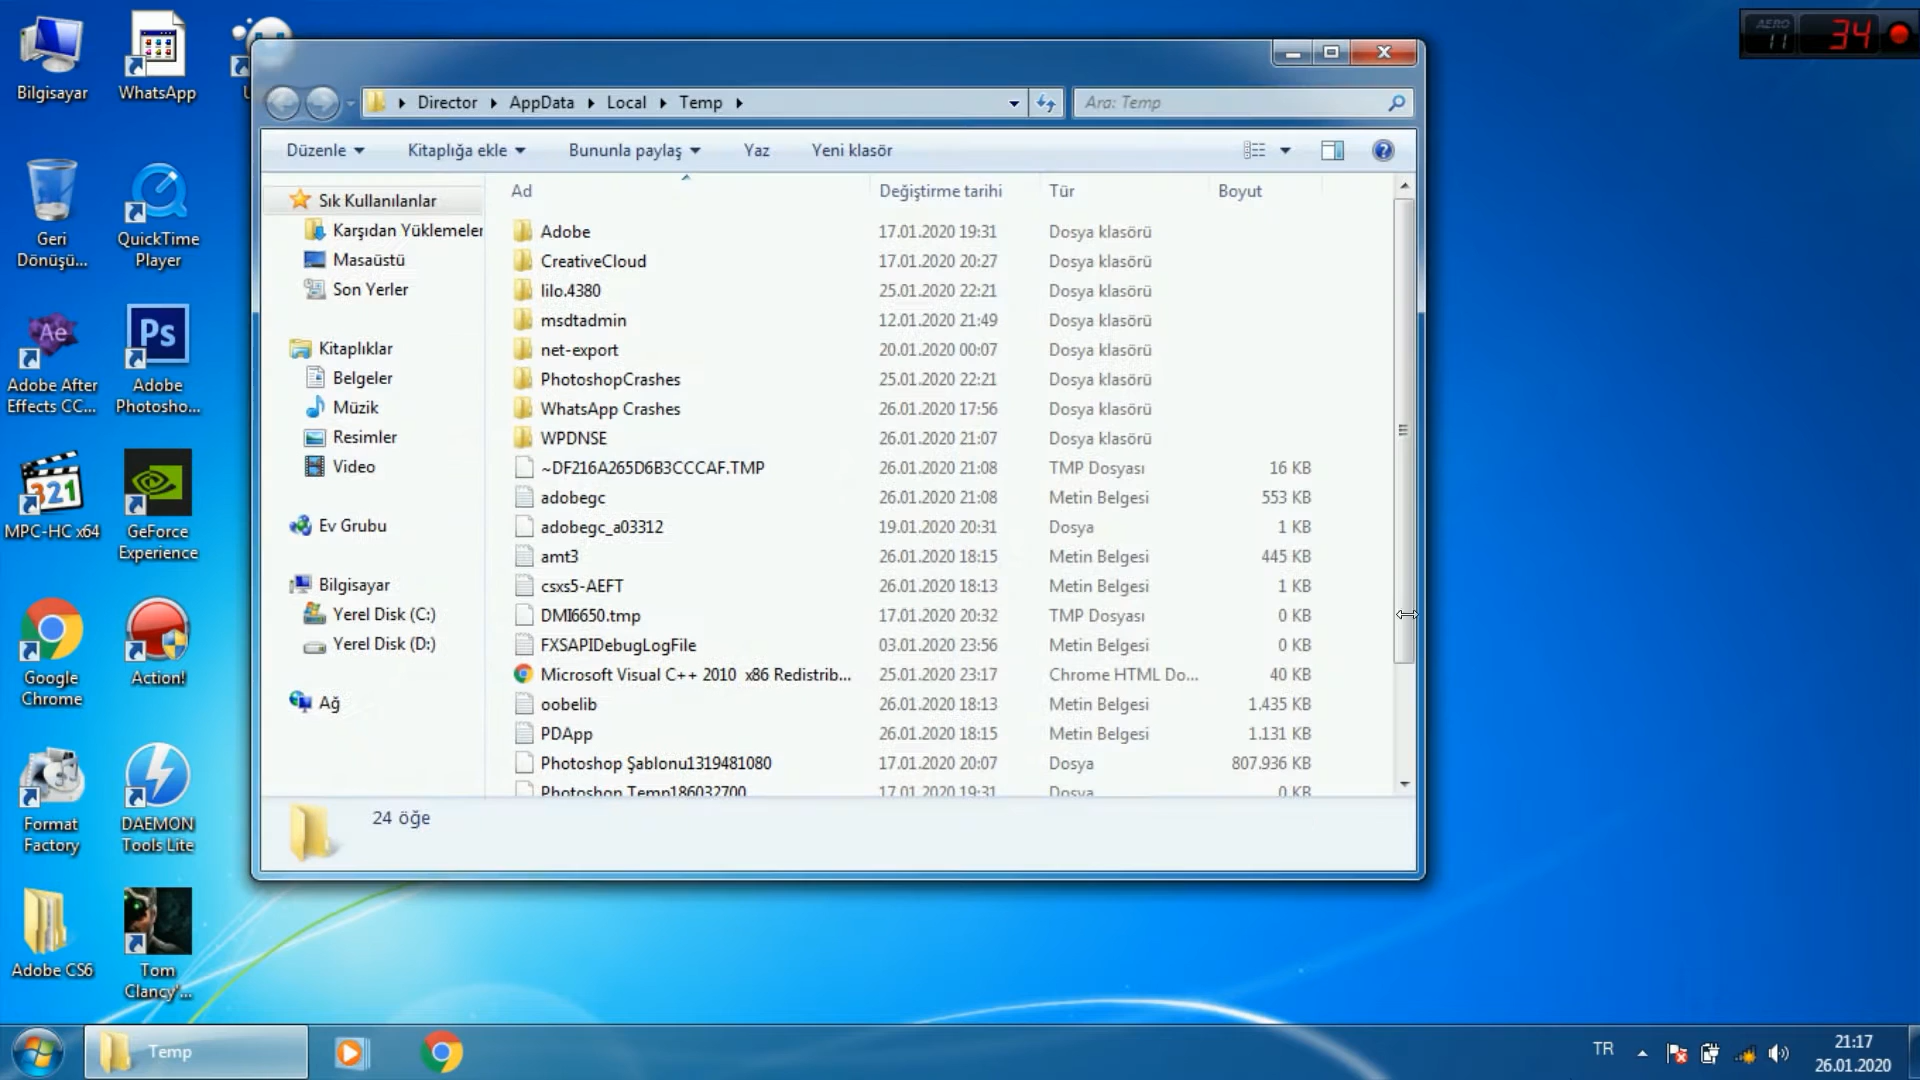 Bilgisayar
WhatsApp
Geri
Dönüşü...
QuickTime
Player
Ae
Adobe After
Effects CC...
Ps
Adobe
Photosho...
321
MPC-HC x64
GeForce
Experience
Google
Chrome
Action!
Format
Factory
DAEMON
Tools Lite
Adobe CS6
Tom
Clancy'...
AERO
11
34
Director
AppData
Local
Temp
Ara: Temp
Düzenle
Kitaplığa ekle
Bununla paylaş
Yaz
Yeni klasör
Sık Kullanılanlar
Karşıdan Yüklemeler
Masaüstü
Son Yerler
Kitaplıklar
Belgeler
Müzik
Resimler
Video
Ev Grubu
Bilgisayar
Yerel Disk (C:)
Yerel Disk (D:)
Ağ
Ad Değiştirme tarihi Tür Boyut
Adobe 17.01.2020 19:31 Dosya klasörü
CreativeCloud 17.01.2020 20:27 Dosya klasörü
lilo.4380 25.01.2020 22:21 Dosya klasörü
msdtadmin 12.01.2020 21:49 Dosya klasörü
net-export 20.01.2020 00:07 Dosya klasörü
PhotoshopCrashes 25.01.2020 22:21 Dosya klasörü
WhatsApp Crashes 26.01.2020 17:56 Dosya klasörü
WPDNSE 26.01.2020 21:07 Dosya klasörü
~DF216A265D6B3CCCAF.TMP 26.01.2020 21:08 TMP Dosyası 16 KB
adobegc 26.01.2020 21:08 Metin Belgesi 553 KB
adobegc_a03312 19.01.2020 20:31 Dosya 1 KB
amt3 26.01.2020 18:15 Metin Belgesi 445 KB
csxs5-AEFT 26.01.2020 18:13 Metin Belgesi 1 KB
DMI6650.tmp 17.01.2020 20:32 TMP Dosyası 0 KB
FXSAPIDebugLogFile 03.01.2020 23:56 Metin Belgesi 0 KB
Microsoft Visual C++ 2010 x86 Redistrib... 25.01.2020 23:17 Chrome HTML Do... 40 KB
oobelib 26.01.2020 18:13 Metin Belgesi 1.435 KB
PDApp 26.01.2020 18:15 Metin Belgesi 1.131 KB
Photoshop Şablonu1319481080 17.01.2020 20:07 Dosya 807.936 KB
Photoshop Temp186032700 17.01.2020 19:31 Dosya 0 KB
24 öğe
Temp
TR
21:17
26.01.2020